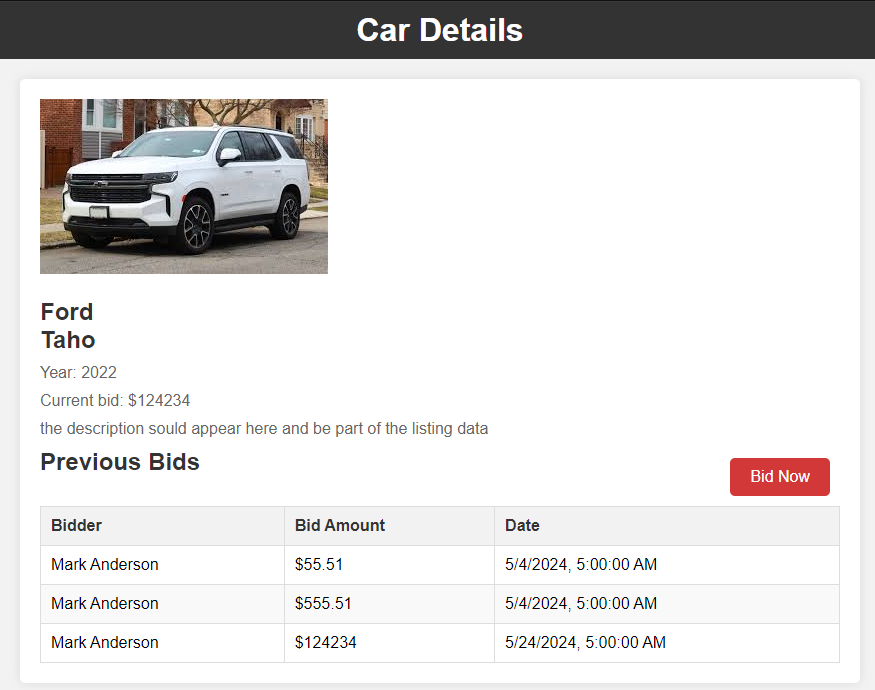 Car Details
Ford
Taho
Year: 2022
Current bid: $124234
the description sould appear here and be part of the listing data
Previous Bids
Bid Now
Bidder Bid Amount Date
Mark Anderson $55.51 5/4/2024, 5:00:00 AM
Mark Anderson $555.51 5/4/2024, 5:00:00 AM
Mark Anderson $124234 5/24/2024, 5:00:00 AM